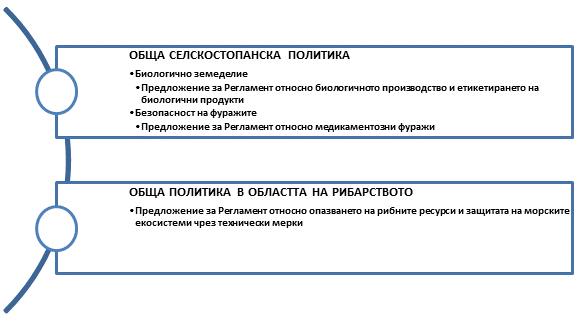 ОБЩА СЕЛСКОСТОПАНСКА ПОЛИТИКА
•Биологично земеделие
•Предложение за Регламент относно биологичното производство и етикетирането на
биологични продукти
•Безопасност на фуражите
•Предложение за Регламент относно медикаментозни фуражи
ОБЩА ПОЛИТИКА В ОБЛАСТТА НА РИБАРСТВОТО
•Предложение за Регламент относно опазването на рибните ресурси и защитата на морските
екосистеми чрез технически мерки